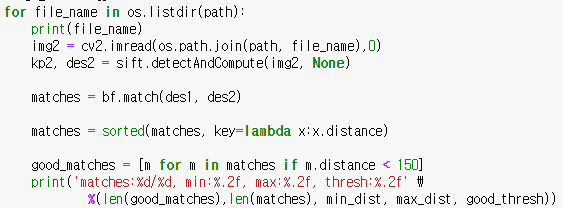 for file_name in os.listdir(path):
    print(file_name)
    img2 = cv2.imread(os.path.join(path, file_name),0)
    kp2, des2 = sift.detectAndCompute(img2, None)

    matches = bf.match(des1, des2)

    matches = sorted(matches, key=lambda x:x.distance)

    good_matches = [m for m in matches if m.distance < 150]
    print('matches:%d/%d, min:%.2f, max:%.2f, thresh:%.2f' ₩
            %(len(good_matches),len(matches), min_dist, max_dist, good_thresh))